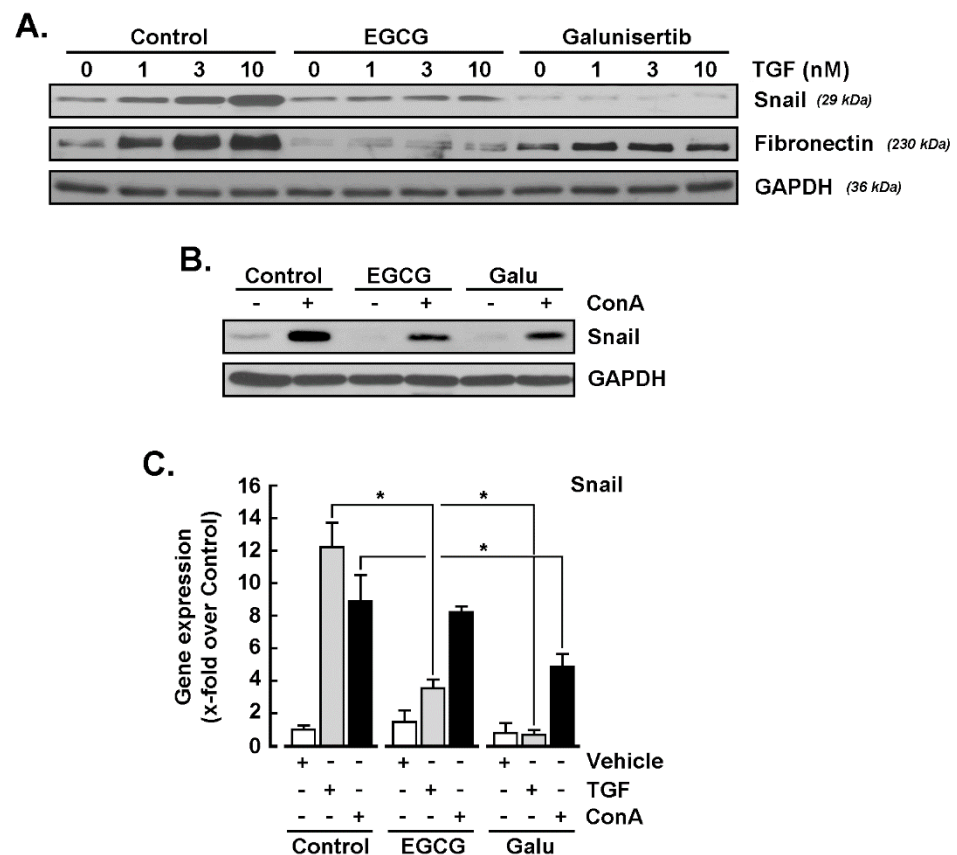 A.
Control EGCG Galunisertib
0 1 3 10 0 1 3 10 0 1 3 10 TGF (nM)
Snail (29 kDa)
Fibronectin (230 kDa)
GAPDH (36 kDa)
B.
Control EGCG Galu
- + - + - + ConA
Snail
GAPDH
C.
Snail
Gene expression
(x-fold over Control)
16
14
12
10
8
6
4
2
0
* *
*
+ - - + - - + - - Vehicle
- + - - + - - + - TGF
- - + - - + - - + ConA
Control EGCG Galu